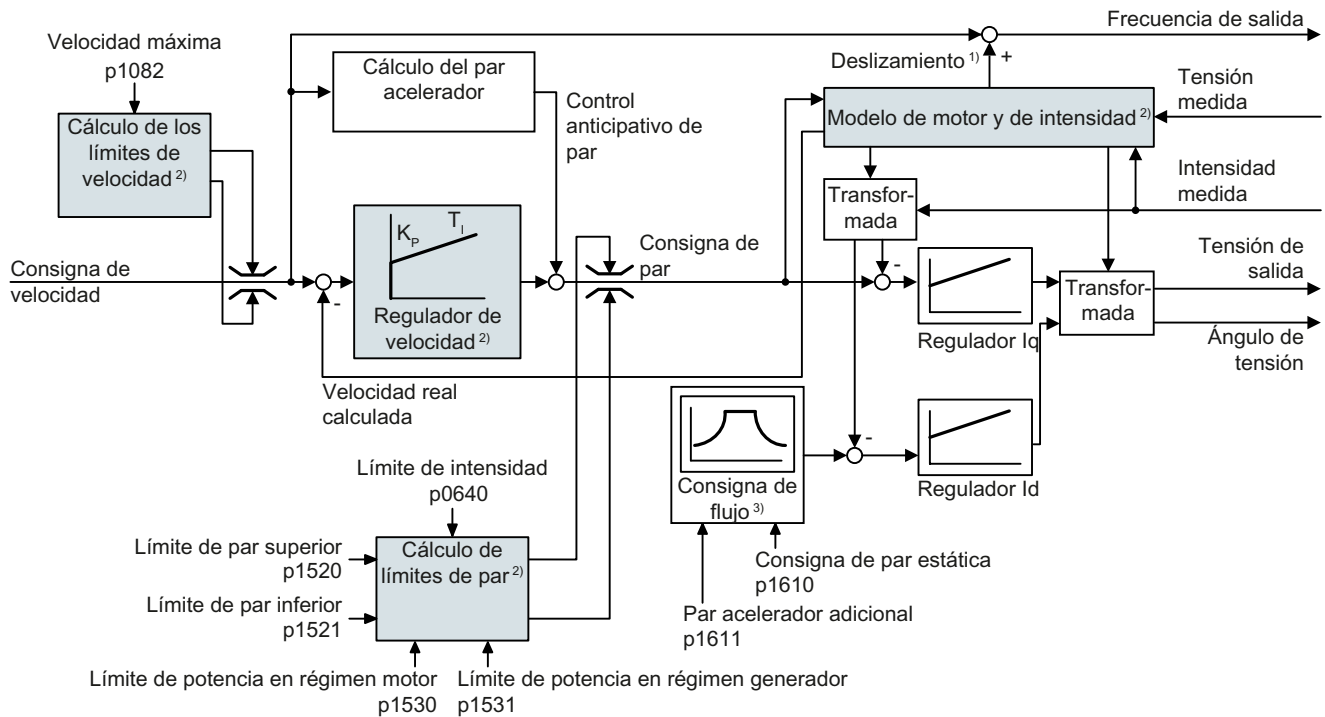 Frecuencia de salida
Velocidad máxima
p1082
Deslizamiento 1)
+
Cálculo del par
acelerador
Tensión
medida
Control
anticipativo de
par
Modelo de motor y de intensidad 2)
Cálculo de los
límites de
velocidad 2)
Intensidad
medida
Transfor-
mada
Consigna de
velocidad
-
KP
TI
Regulador de
velocidad 2)
Consigna de
par
-
Regulador Iq
Tensión de
salida
Transfor-
mada
Ángulo de
tensión
Velocidad real
calculada
-
Consigna de
flujo 3)
Regulador Id
Límite de intensidad
p0640
Límite de par superior
p1520
Cálculo de
límites de par 2)
Consigna de par estática
p1610
Límite de par inferior
p1521
Par acelerador adicional
p1611
Límite de potencia en régimen motor
p1530
Límite de potencia en régimen generador
p1531